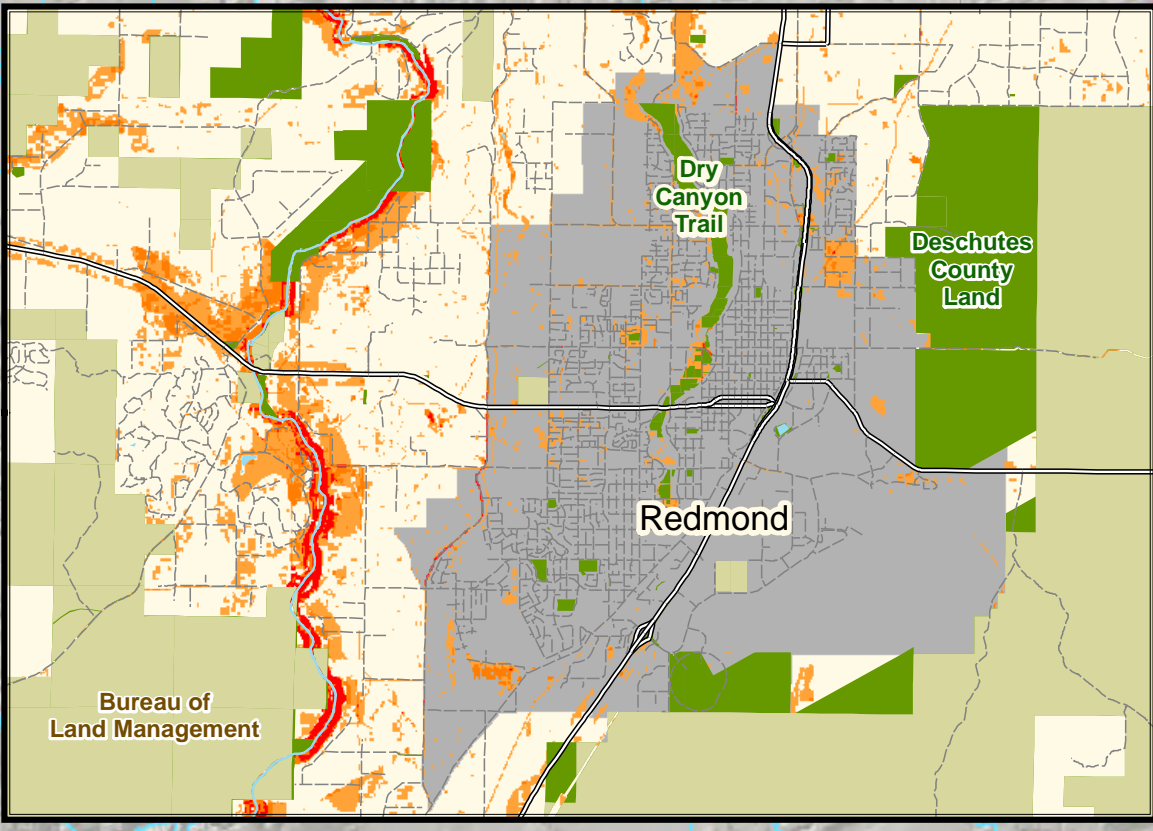 Dry
Canyon
Trail
Deschutes
County
Land
Redmond
Bureau of
Land Management